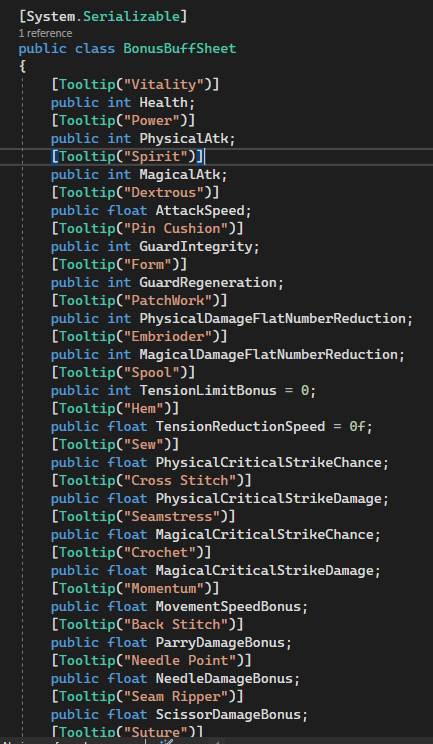 [System.Serializable]
1 reference
public class BonusBuffSheet
{
[Tooltip("Vitality")]
public int Health;
[Tooltip("Power")]
public int PhysicalAtk;
[Tooltip("Spirit")]
public int MagicalAtk;
[Tooltip("Dextrous")]
public float AttackSpeed;
[Tooltip("Pin Cushion")]
public int GuardIntegrity;
[Tooltip("Form")]
public int GuardRegeneration;
[Tooltip("PatchWork")]
public int PhysicalDamageFlatNumberReduction;
[Tooltip("Embrioder")]
public int MagicalDamageFlatNumberReduction;
[Tooltip("Spool")]
public int TensionLimitBonus = 0;
[Tooltip("Hem")]
public float TensionReductionSpeed = 0f;
[Tooltip("Sew")]
public float PhysicalCriticalStrikeChance;
[Tooltip("Cross Stitch")]
public float PhysicalCriticalStrikeDamage;
[Tooltip("Seamstress")]
public float MagicalCriticalStrikeChance;
[Tooltip("Crochet")]
public float MagicalCriticalStrikeDamage;
[Tooltip("Momentum")]
public float MovementSpeedBonus;
[Tooltip("Back Stitch")]
public float ParryDamageBonus;
[Tooltip("Needle Point")]
public float NeedleDamageBonus;
[Tooltip("Seam Ripper")]
public float ScissorDamageBonus;
[Tooltip("Suture")]